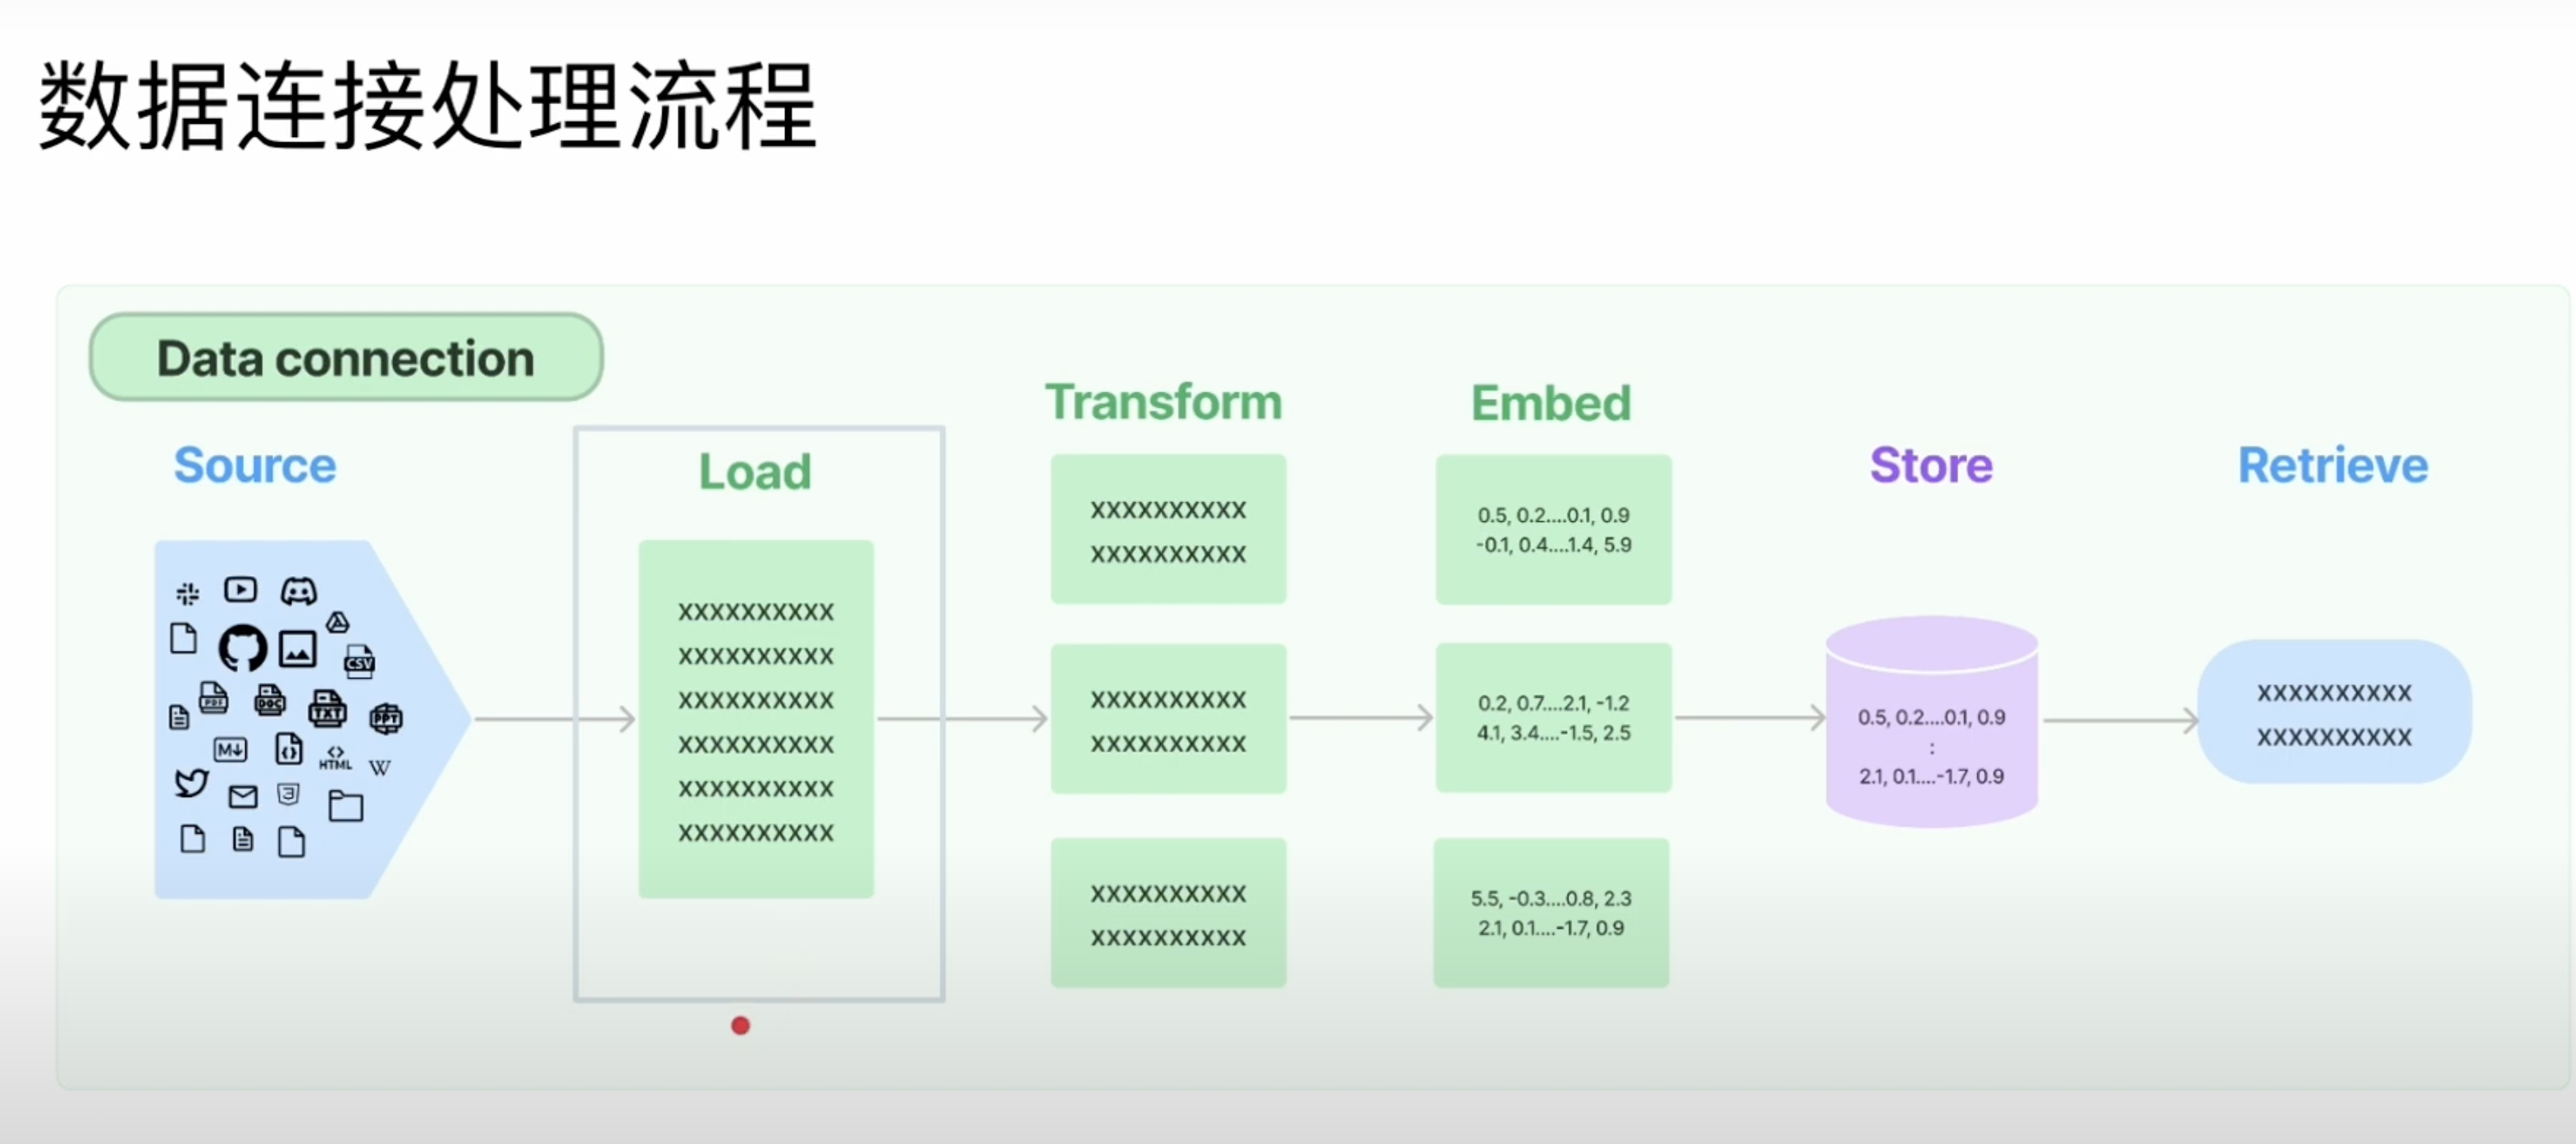 数据连接处理流程
Data connection
Source
Load
Transform
Embed
Store
Retrieve
CSV
PDF
DOC
TXT
PPT
M↓
{}
<>
HTML
W
3
XXXXXXXXXX
XXXXXXXXXX
XXXXXXXXXX
XXXXXXXXXX
XXXXXXXXXX
XXXXXXXXXX
XXXXXXXXXX
XXXXXXXXXX
XXXXXXXXXX
XXXXXXXXXX
XXXXXXXXXX
XXXXXXXXXX
0.5, 0.2....0.1, 0.9
-0.1, 0.4....1.4, 5.9
0.2, 0.7....2.1, -1.2
4.1, 3.4....-1.5, 2.5
5.5, -0.3....0.8, 2.3
2.1, 0.1....-1.7, 0.9
0.5, 0.2....0.1, 0.9
:
2.1, 0.1....-1.7, 0.9
XXXXXXXXXX
XXXXXXXXXX